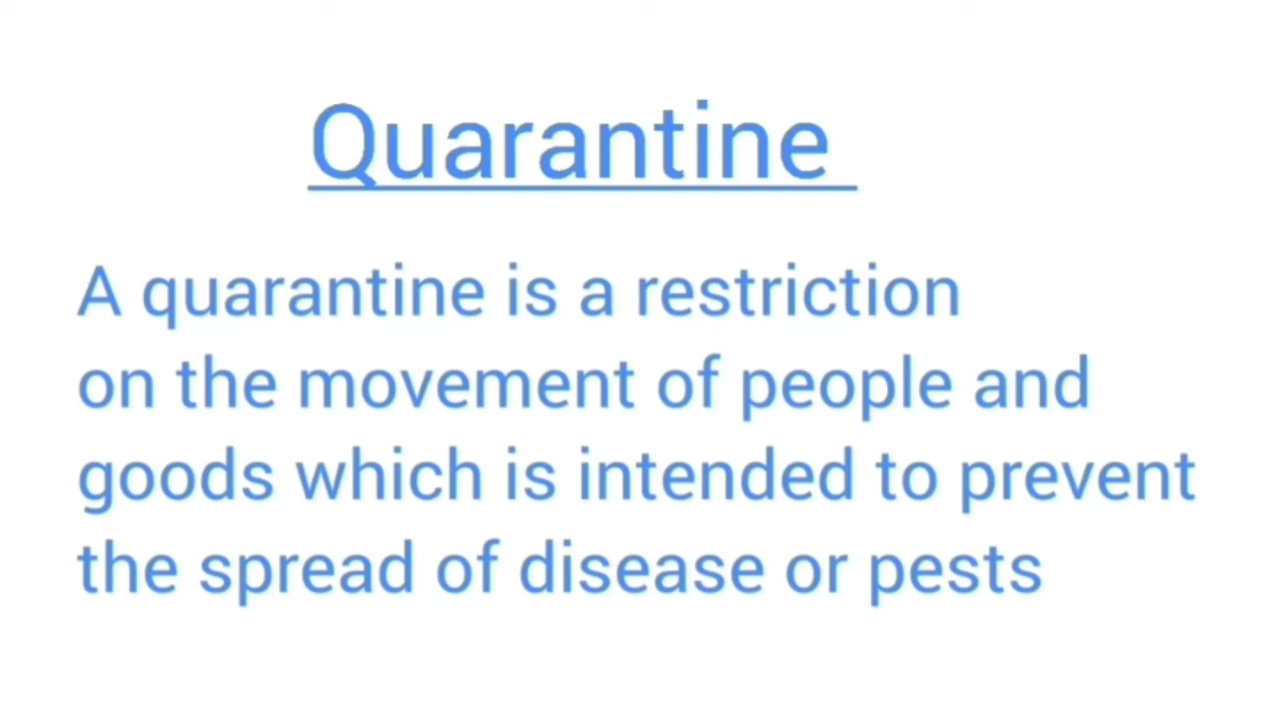 Quarantine
A quarantine is a restriction
on the movement of people and
goods which is intended to prevent
the spread of disease or pests